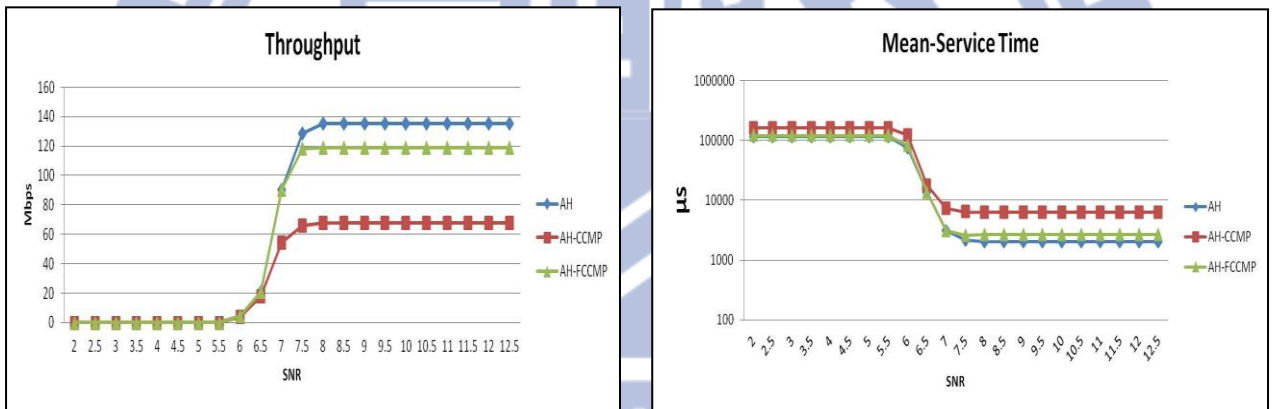 Throughput
160
140
120
100
80
60
40
20
0
Mbps
2 2.5 3 3.5 4 4.5 5 5.5 6 6.5 7 7.5 8 8.5 9 9.5 10 10.5 11 11.5 12 12.5
SNR
AH
AH-CCMP
AH-FCCMP
Mean-Service Time
1000000
100000
10000
1000
100
µs
2 2.5 3 3.5 4 4.5 5 5.5 6 6.5 7 7.5 8 8.5 9 9.5 10 10.5 11 11.5 12 12.5
SNR
AH
AH-CCMP
AH-FCCMP